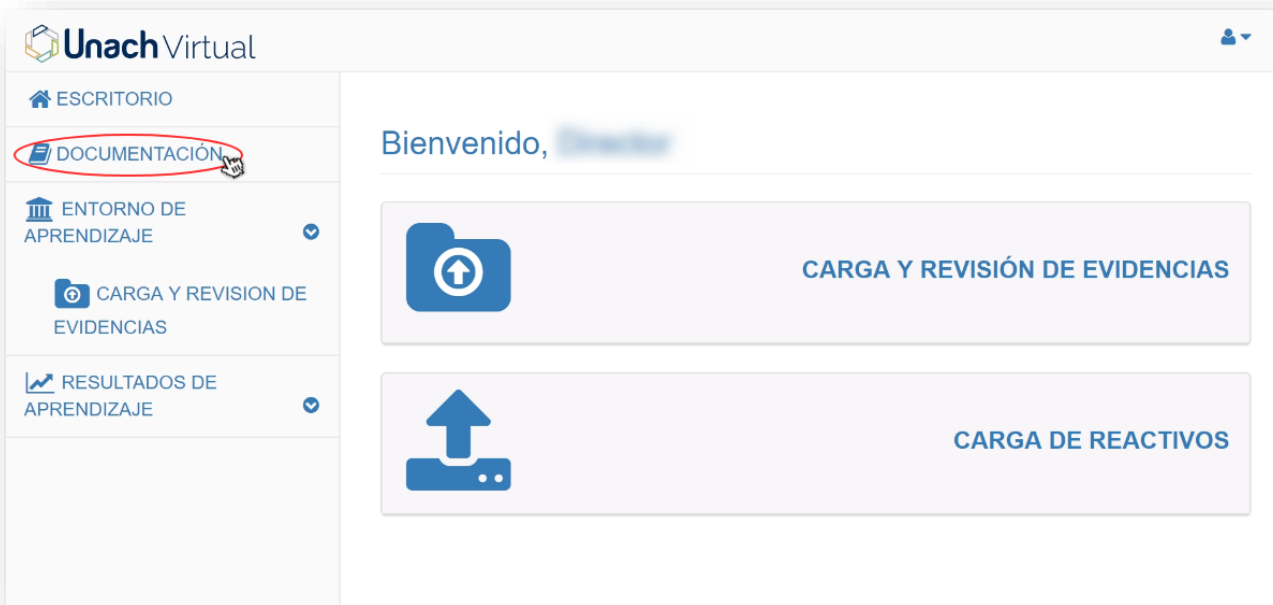 Unach Virtual
ESCRITORIO
DOCUMENTACIÓN
ENTORNO DE
APRENDIZAJE
CARGA Y REVISION DE
EVIDENCIAS
RESULTADOS DE
APRENDIZAJE
Bienvenido,
CARGA Y REVISIÓN DE EVIDENCIAS
CARGA DE REACTIVOS